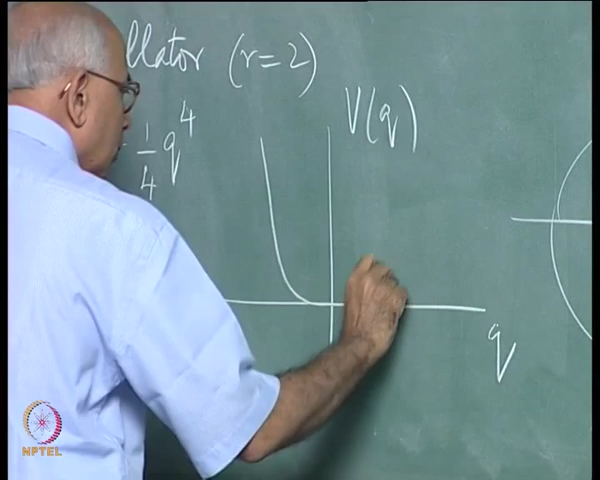 llator (r=2)
V(q)
1/4 q^4
q
NPTEL